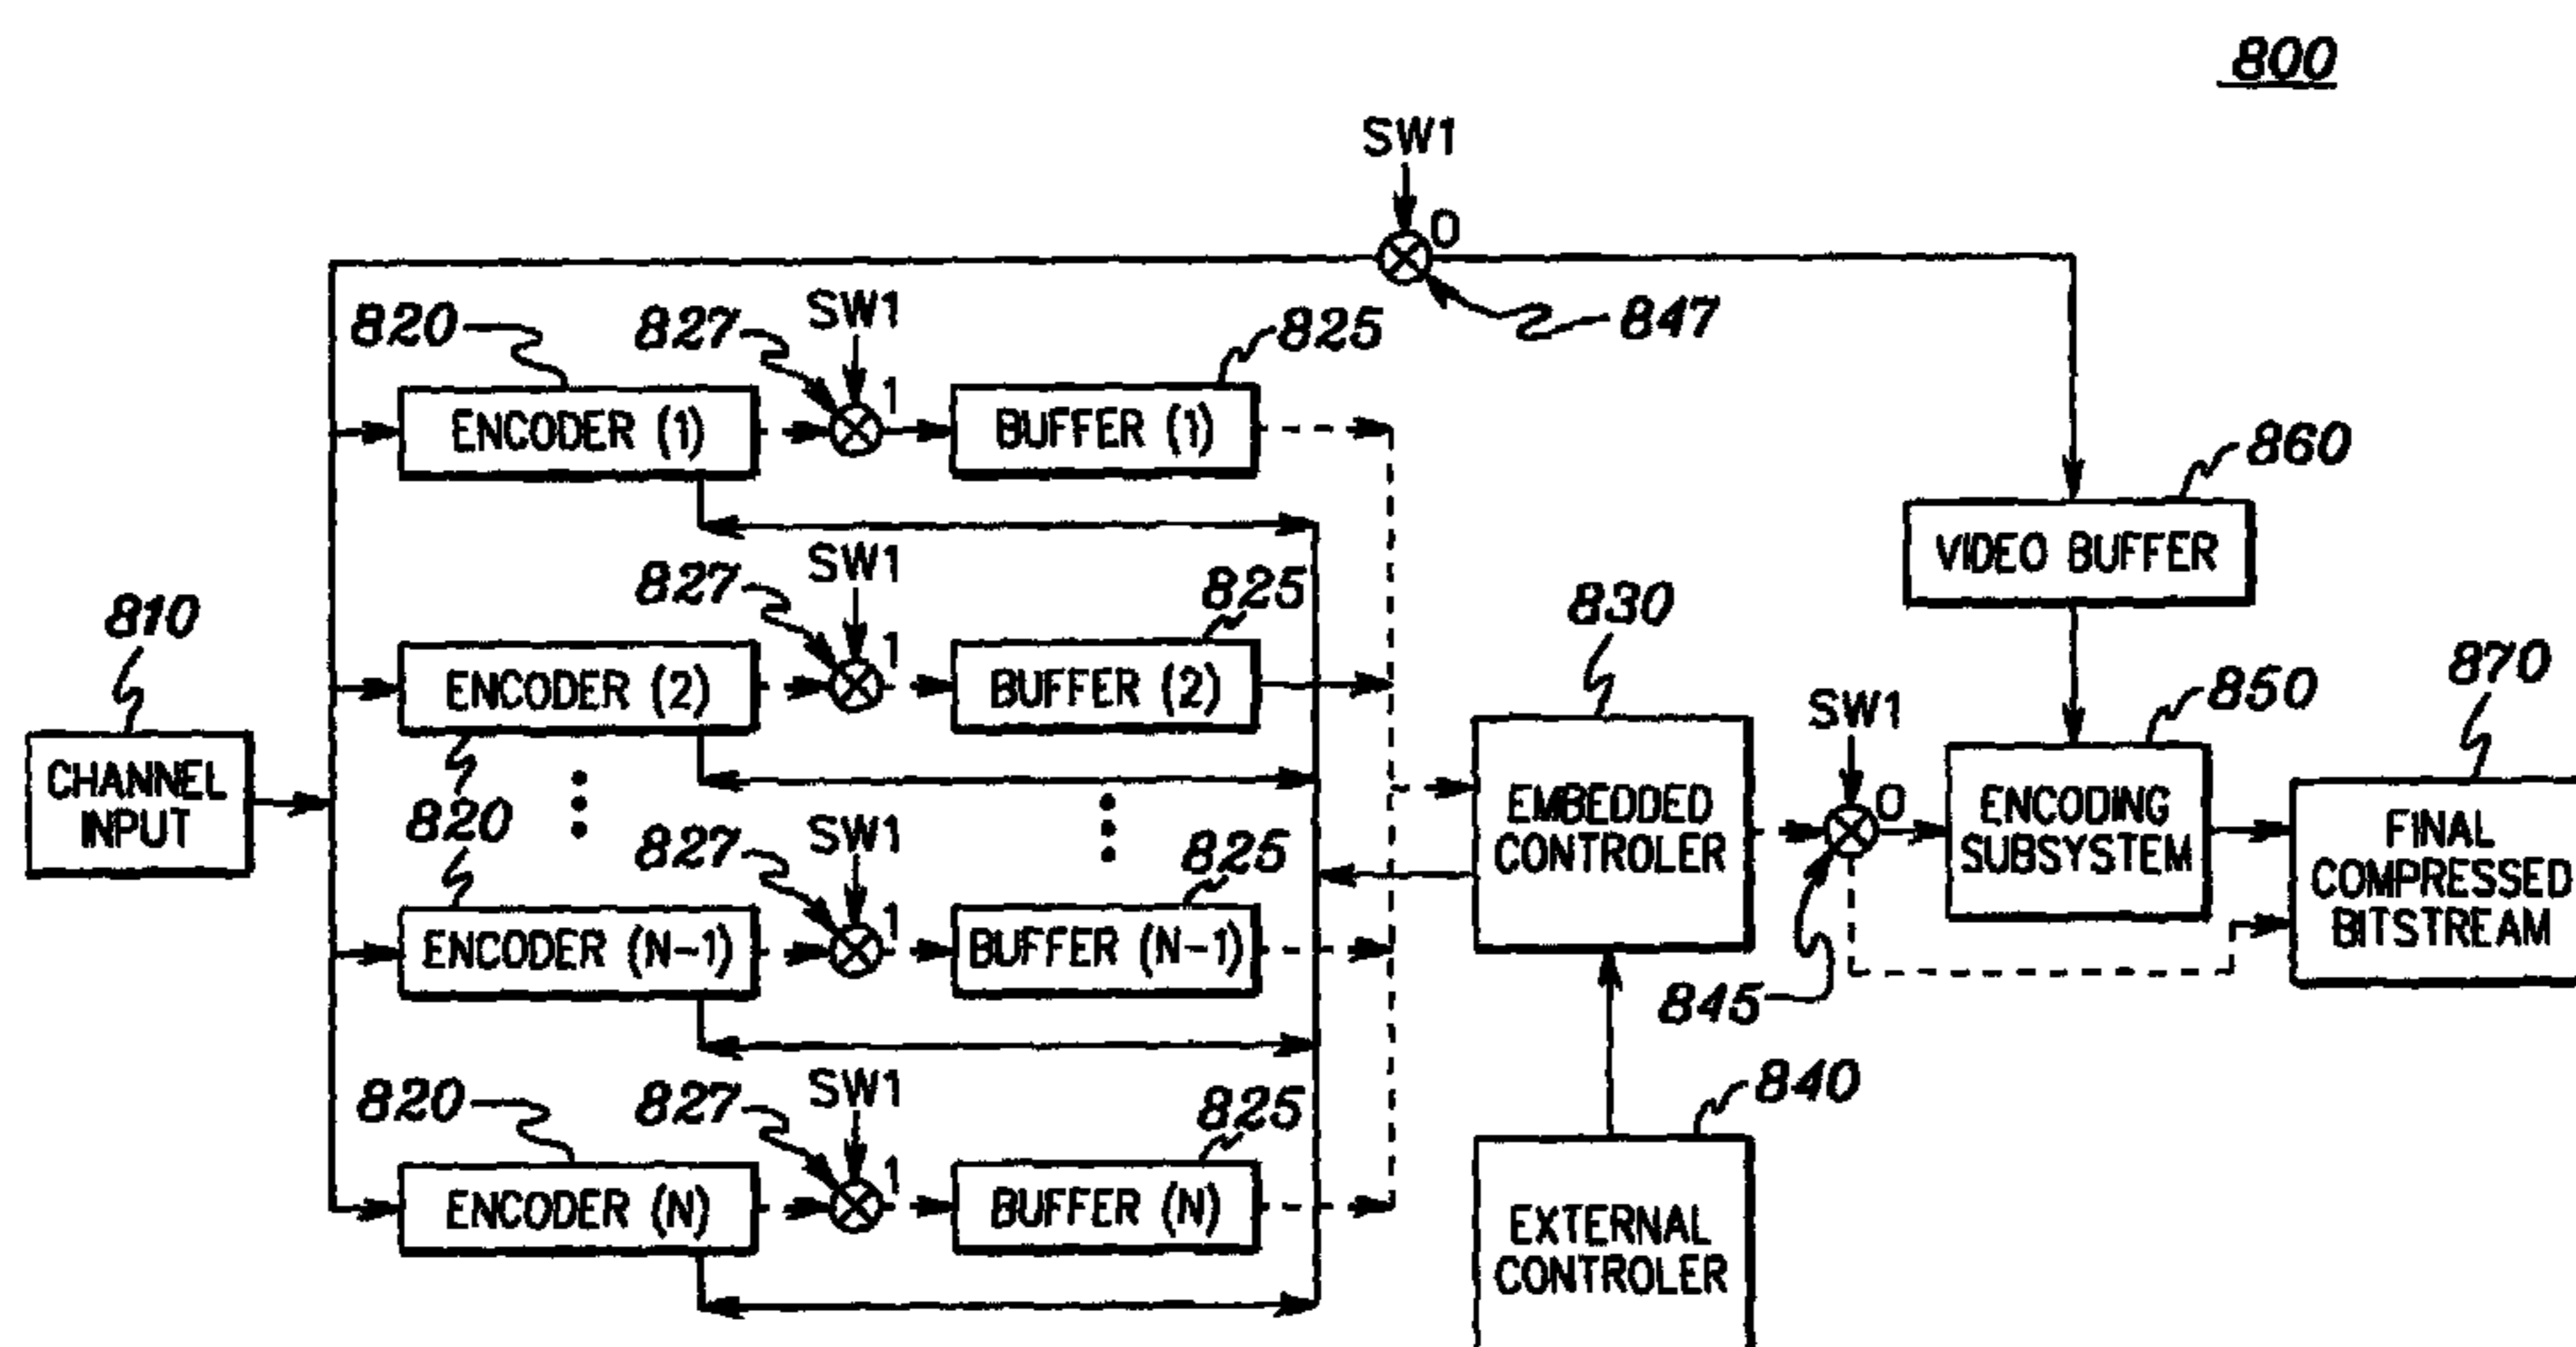 800
SW1
0
847
820
827
SW1
1
825
ENCODER (1)
BUFFER (1)
860
VIDEO BUFFER
827
SW1
1
825
ENCODER (2)
BUFFER (2)
820
810
CHANNEL
INPUT
830
EMBEDDED
CONTROLER
SW1
0
845
850
ENCODING
SUBSYSTEM
870
FINAL
COMPRESSED
BITSTREAM
820
827
SW1
1
825
ENCODER (N-1)
BUFFER (N-1)
820
827
SW1
1
825
ENCODER (N)
BUFFER (N)
840
EXTERNAL
CONTROLER